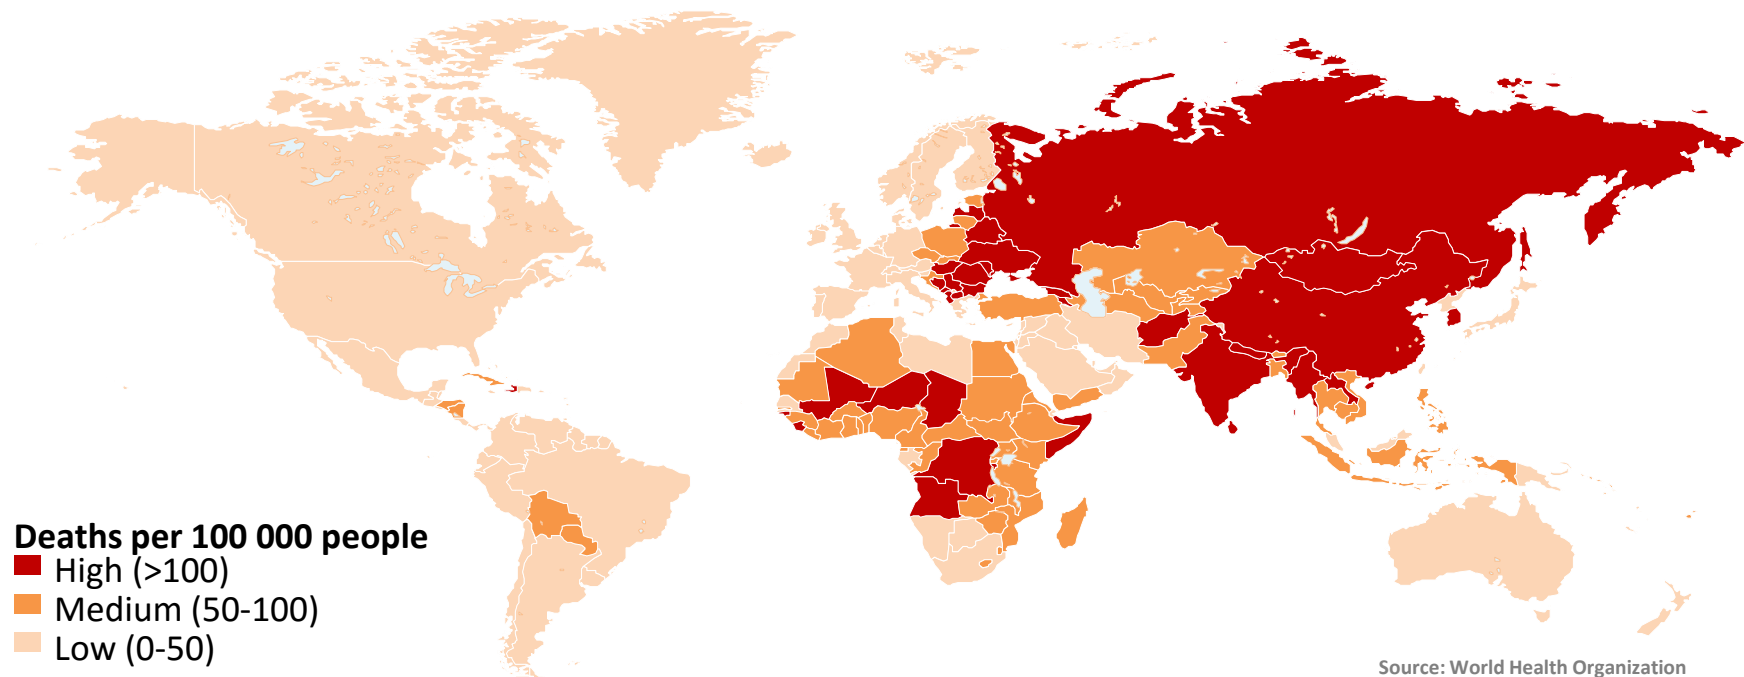 Deaths per 100 000 people
High (>100)
Medium (50-100)
Low (0-50)
Source: World Health Organization